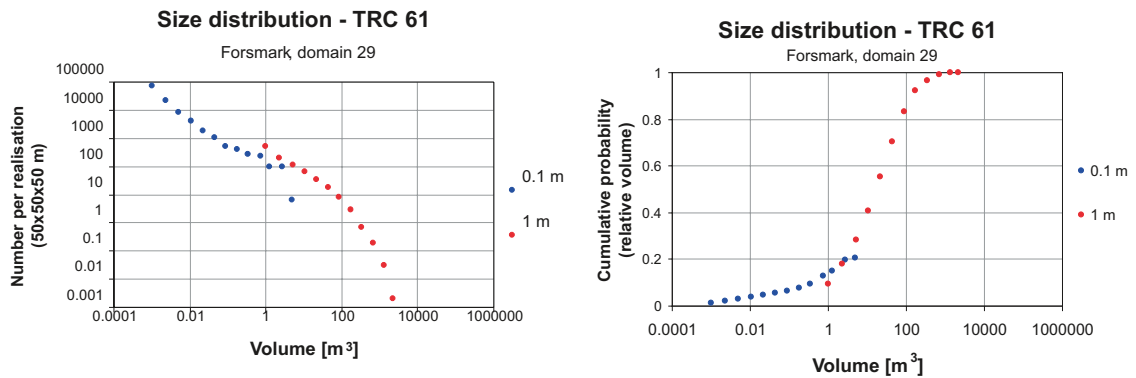 Size distribution - TRC 61
Forsmark, domain 29
Number per realisation
(50x50x50 m)
100000
10000
1000
100
10
1
0.1
0.01
0.001
0.0001
0.01
1
100
10000
1000000
Volume [m³]
0.1 m
1 m
Size distribution - TRC 61
Forsmark, domain 29
Cumulative probability
(relative volume)
1
0.8
0.6
0.4
0.2
0
0.0001
0.01
1
100
10000
1000000
Volume [m³]
0.1 m
1 m